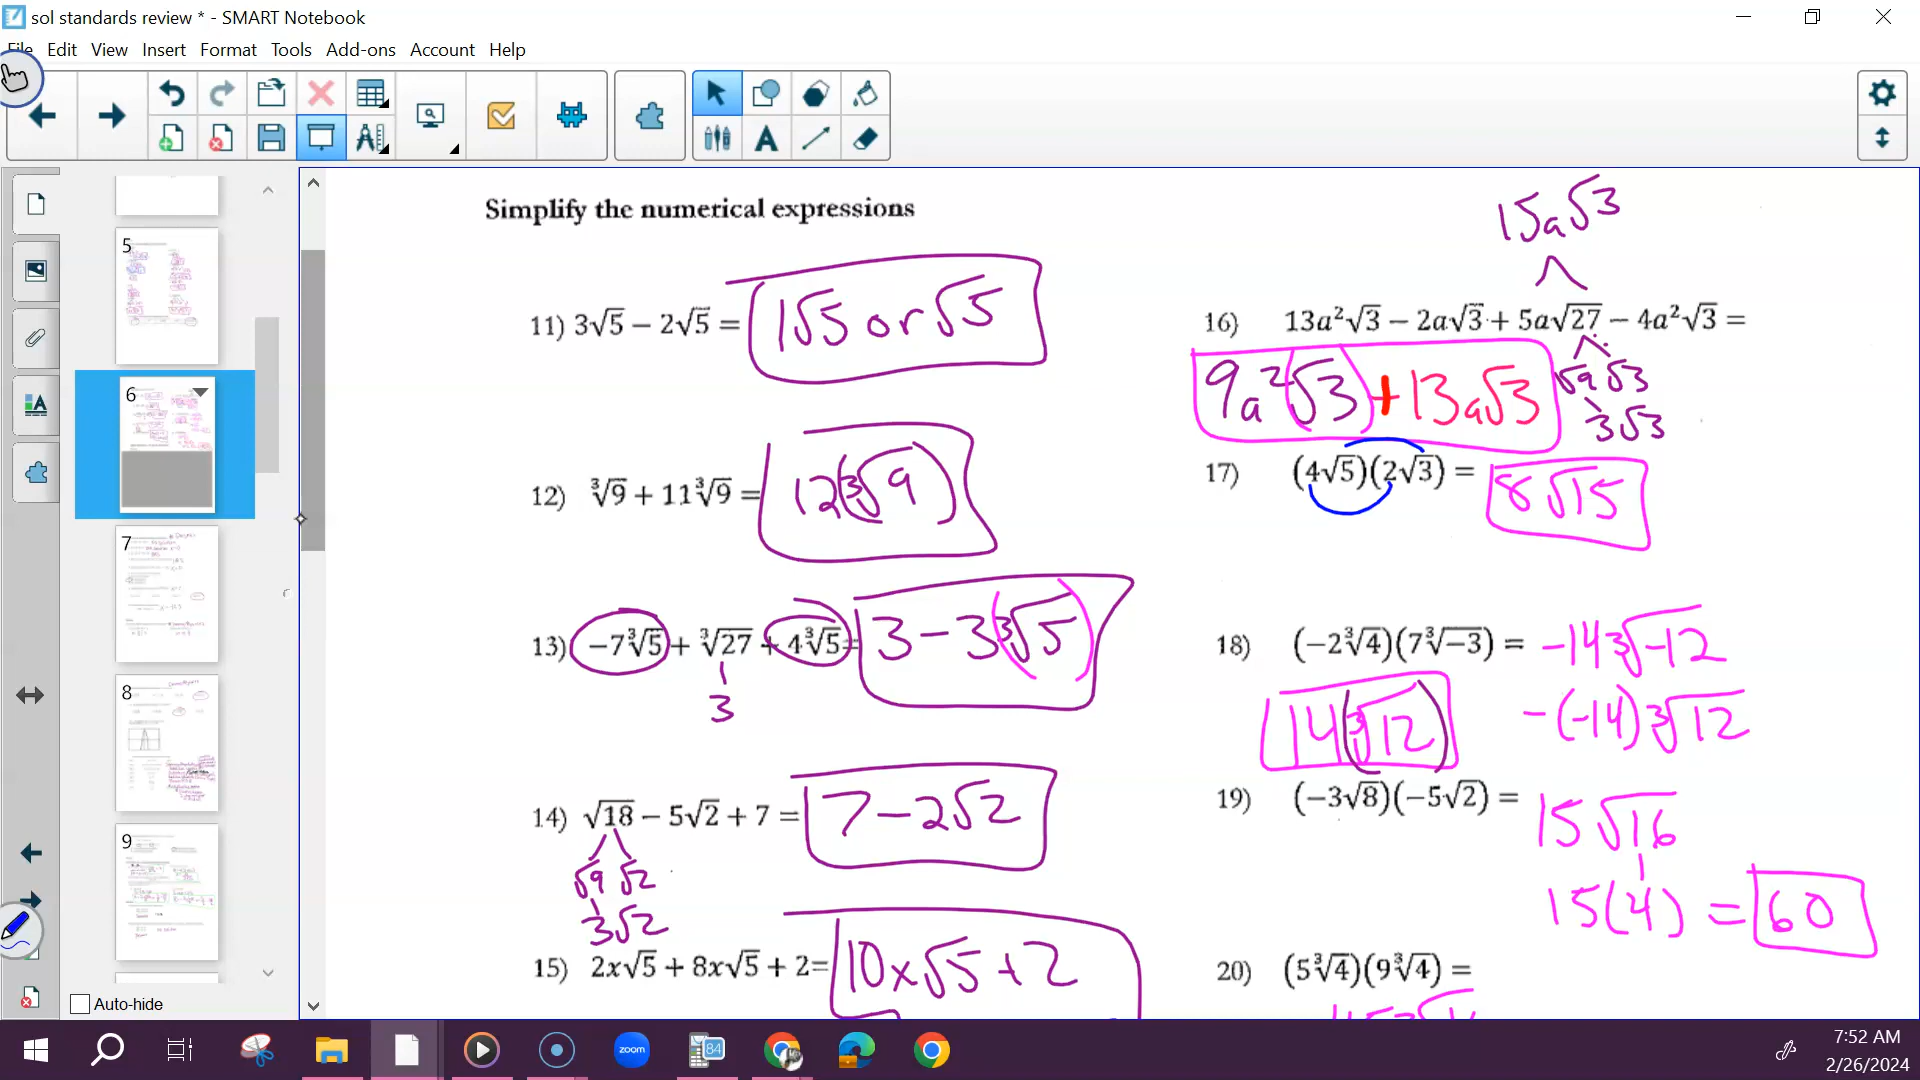 sol standards review * - SMART Notebook
File Edit View Insert Format Tools Add-ons Account Help
5
6
7
8
9
Auto-hide
Simplify the numerical expressions
11) 3√5 − 2√5 = 1√5 or √5
12) ∛9 + 11∛9 = 12(∛9)
13) −7∛5 + ∛27 + 4∛5 = 3 − 3(∛5)
3
14) √18 − 5√2 + 7 = 7 − 2√2
√9 √2
3√2
15) 2x√5 + 8x√5 + 2= 10x√5 + 2
15a√3
16) 13a²√3 − 2a√3 + 5a√27 − 4a²√3 =
9a²(√3) + 13a√3
√9 √3
3√3
17) (4√5)(2√3) = 8√15
18) (−2∛4)(7∛−3) = −14∛−12
−(−14)∛12
14(∛12)
19) (−3√8)(−5√2) =
15√16
15(4) = 60
20) (5∛4)(9∛4) =
zoom
84
7:52 AM
2/26/2024